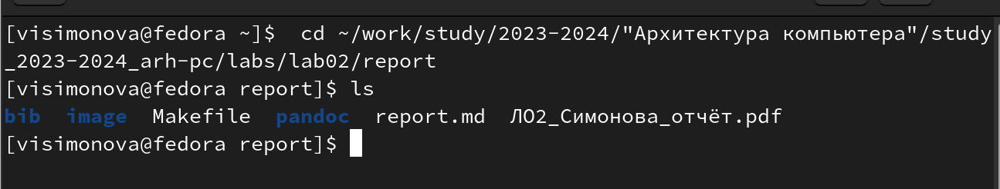 [visimonova@fedora ~]$  cd ~/work/study/2023-2024/"Архитектура компьютера"/study
_2023-2024_arh-pc/labs/lab02/report
[visimonova@fedora report]$ ls
bib  image  Makefile  pandoc  report.md  ЛО2_Симонова_отчёт.pdf
[visimonova@fedora report]$